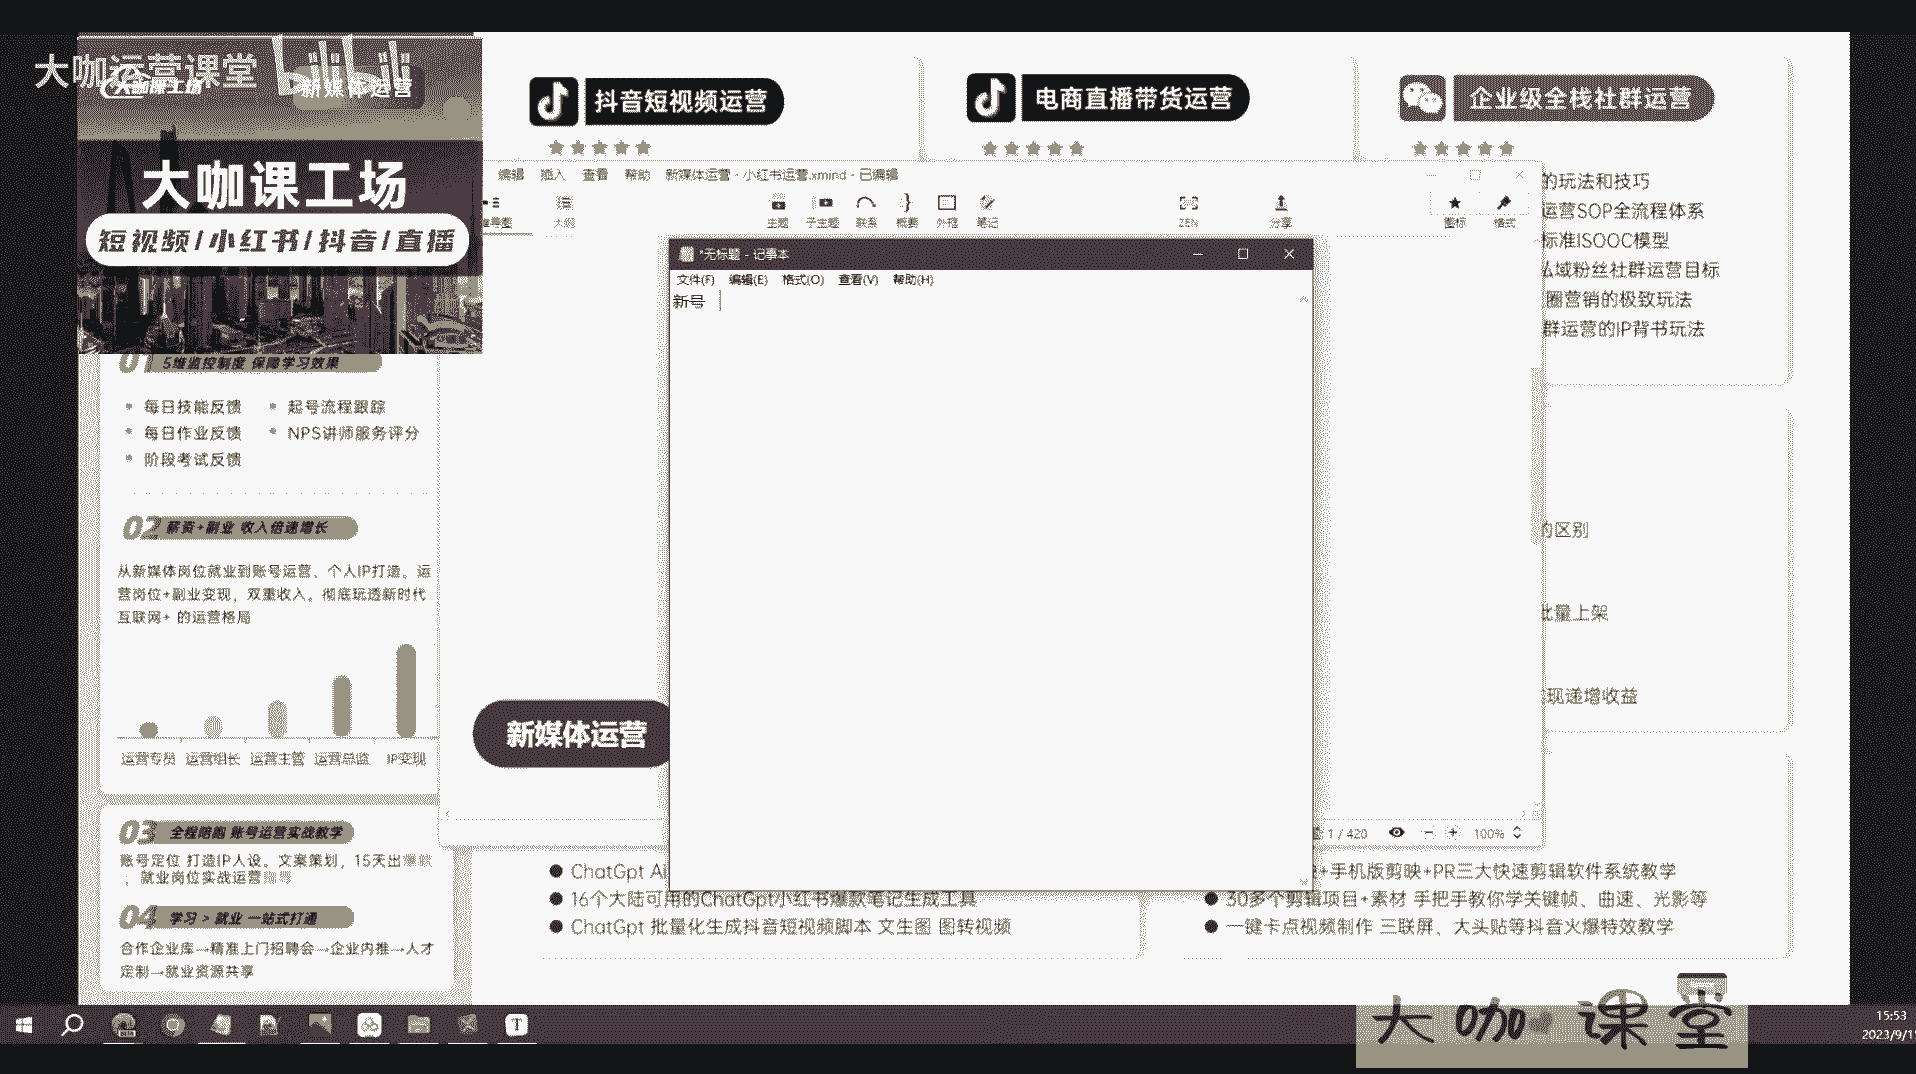 大咖运营课堂
bilibili
大咖课工场
新媒体运营
大咖课工场
短视频/小红书/抖音/直播
01 5维监控制度 保障学习效果
每日技能反馈
起号流程跟踪
每日作业反馈
NPS讲师服务评分
阶段考试反馈
02 薪资+副业 收入倍速增长
从新媒体岗位就业到账号运营、个人IP打造。运
营岗位+副业变现，双重收入。彻底玩透新时代
互联网+ 的运营格局
运营专员 运营组长 运营主管 运营总监 IP变现
03 全程陪跑 账号运营实战教学
账号定位 打造IP人设。文案策划，15天出爆款
，就业岗位实战运营
04 学习 > 就业 一站式打通
合作企业库→精准上门招聘会→企业内推→人才
定制→就业资源共享
抖音短视频运营
电商直播带货运营
企业级全栈社群运营
编辑 插入 查看 帮助 新媒体运营 - 小红书运营.xmind - 已编辑
大纲 主题 子主题 联系 概要 外框 笔记 ZEN 分享 图标 格式
*无标题 - 记事本
文件(F) 编辑(E) 格式(O) 查看(V) 帮助(H)
新号
新媒体运营
的玩法和技巧
运营SOP全流程体系
标准ISOOC模型
私域粉丝社群运营目标
圈营销的极致玩法
群运营的IP背书玩法
的区别
批量上架
现递增收益
1 / 420
100%
ChatGpt AI
16个大陆可用的ChatGpt小红书爆款笔记生成工具
ChatGpt 批量化生成抖音短视频脚本 文生图 图转视频
+手机版剪映+PR三大快速剪辑软件系统教学
30多个剪辑项目+素材 手把手教你学关键帧、曲速、光影等
一键卡点视频制作 三联屏、大头贴等抖音火爆特效教学
大咖课堂
15:53
2023/9/1